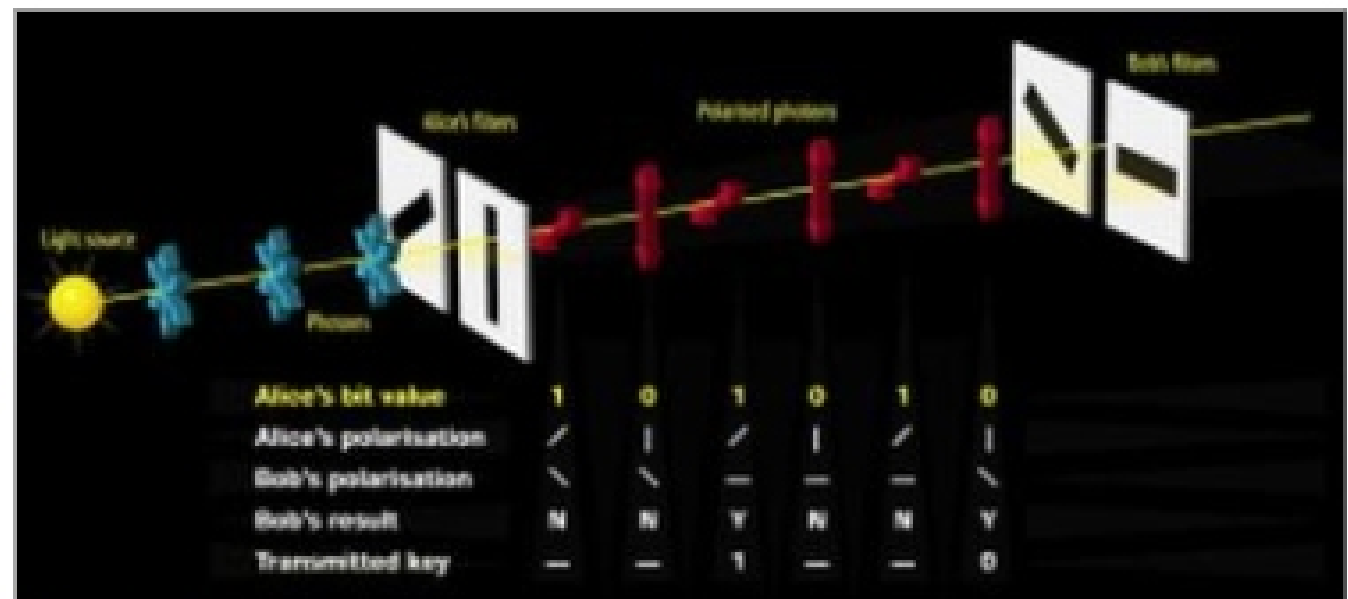 Bob's filters
Alice's filters
Polarised photons
Light source
Photons
Alice's bit value 1 0 1 0 1 0
Alice's polarisation / | / | / |
Bob's polarisation \ \ — — — \
Bob's result N N Y N N Y
Transmitted key — — 1 — — 0